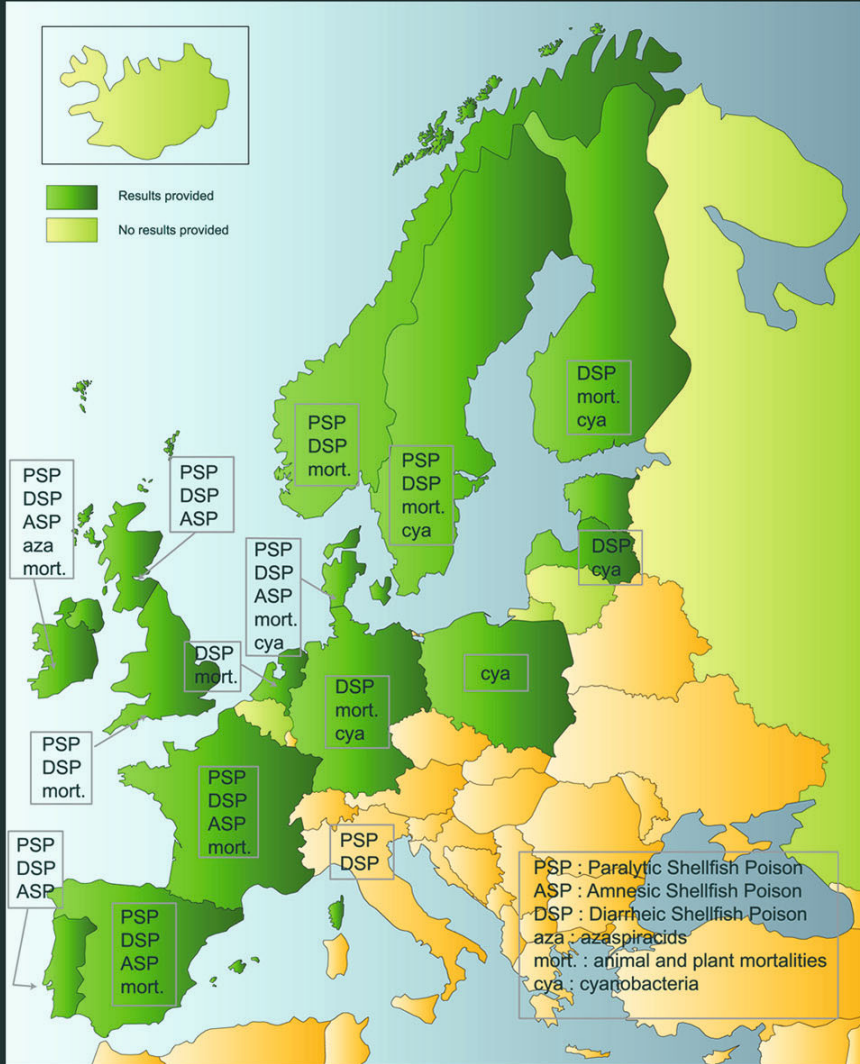 Results provided
No results provided
DSP
mort.
cya
PSP
DSP
mort.
PSP
DSP
mort.
cya
PSP
DSP
ASP
aza
mort.
PSP
DSP
ASP
PSP
DSP
ASP
mort.
cya
DSP
cya
DSP
mort.
DSP
mort.
cya
cya
PSP
DSP
mort.
PSP
DSP
ASP
mort.
PSP
DSP
ASP
PSP
DSP
PSP
DSP
ASP
mort.
PSP : Paralytic Shellfish Poison
ASP : Amnesic Shellfish Poison
DSP : Diarrheic Shellfish Poison
aza : azaspiracids
mort. : animal and plant mortalities
cya : cyanobacteria